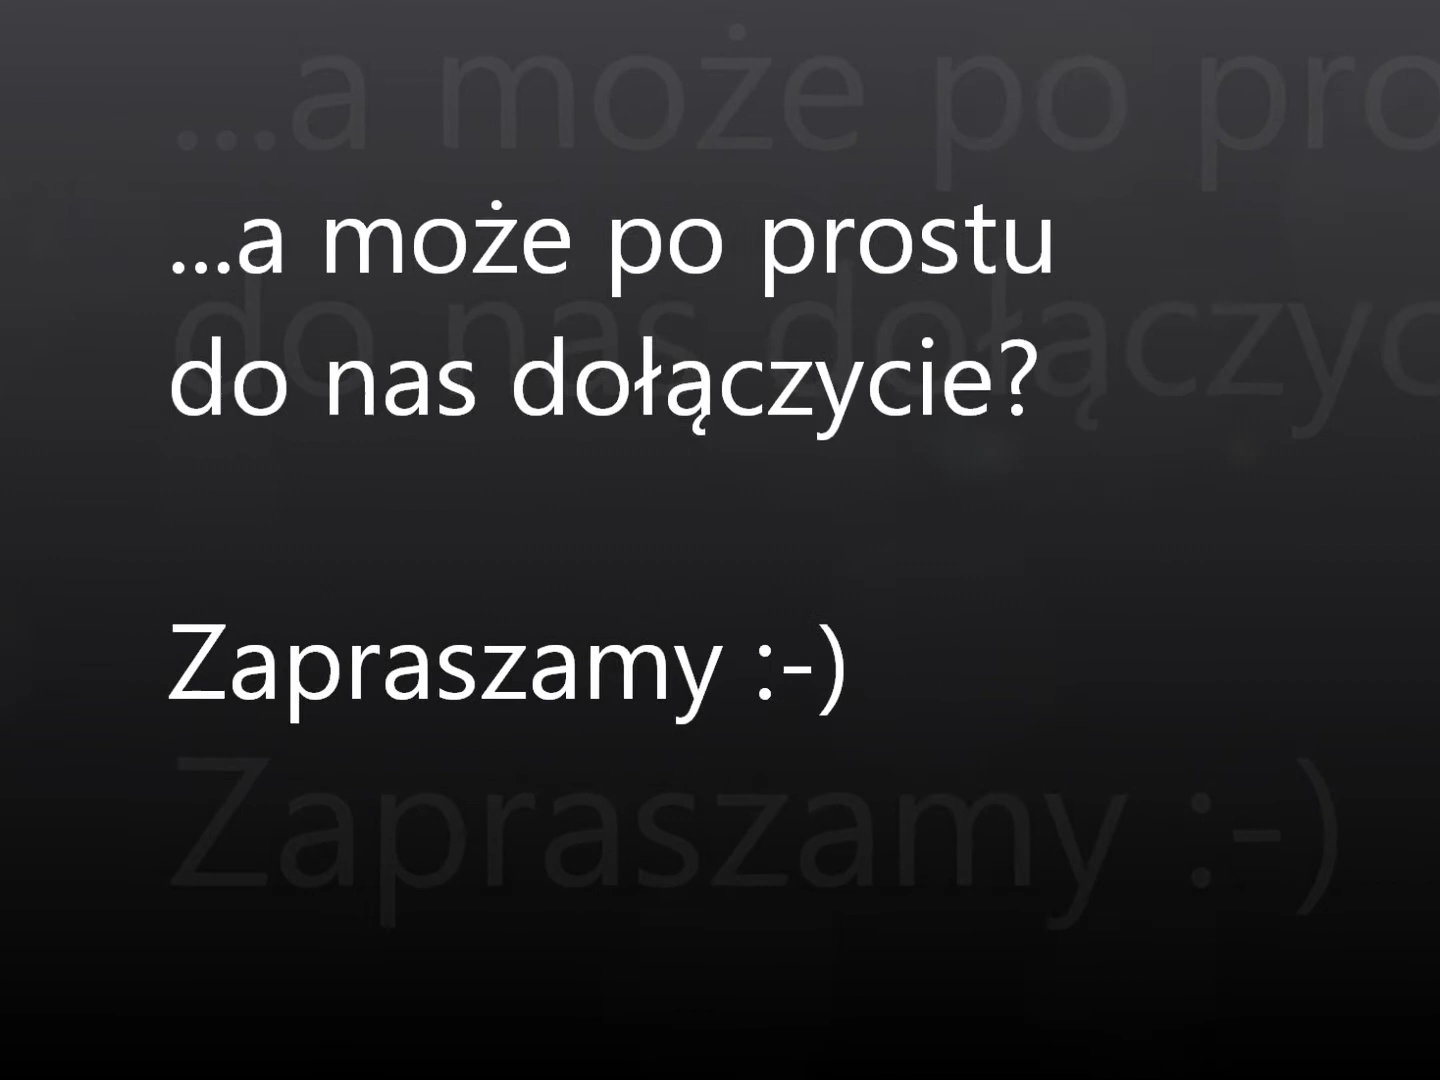 ...a może po prostu
do nas dołączycie?
Zapraszamy :-)